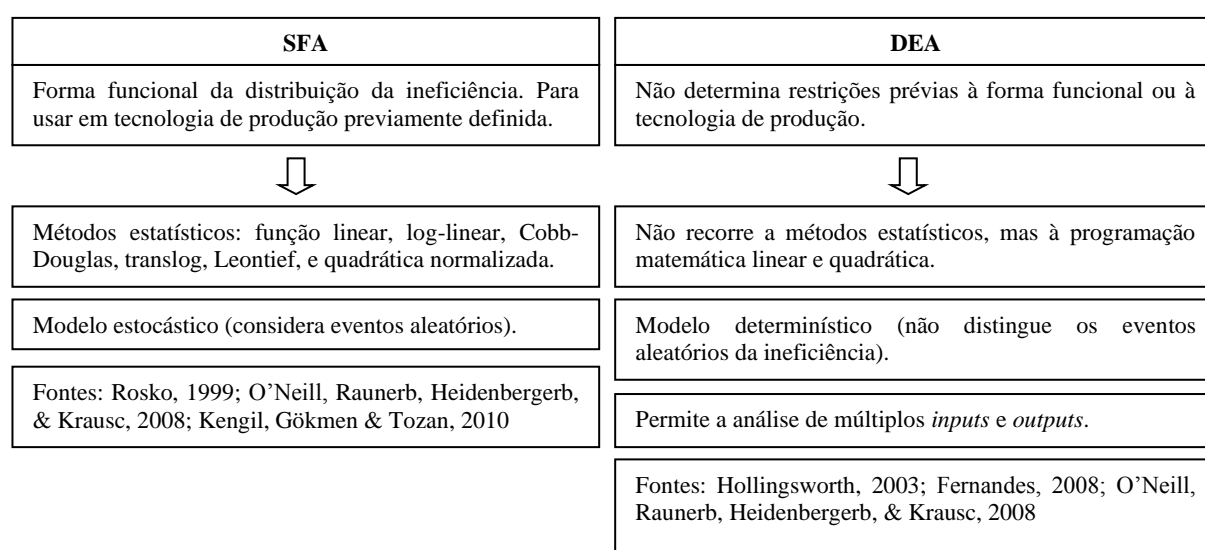 SFA
Forma funcional da distribuição da ineficiência. Para
usar em tecnologia de produção previamente definida.
Métodos estatísticos: função linear, log-linear, Cobb-
Douglas, translog, Leontief, e quadrática normalizada.
Modelo estocástico (considera eventos aleatórios).
Fontes: Rosko, 1999; O’Neill, Raunerb, Heidenbergerb,
& Krausc, 2008; Kengil, Gökmen & Tozan, 2010
DEA
Não determina restrições prévias à forma funcional ou à
tecnologia de produção.
Não recorre a métodos estatísticos, mas à programação
matemática linear e quadrática.
Modelo determinístico (não distingue os eventos
aleatórios da ineficiência).
Permite a análise de múltiplos inputs e outputs.
Fontes: Hollingsworth, 2003; Fernandes, 2008; O’Neill,
Raunerb, Heidenbergerb, & Krausc, 2008